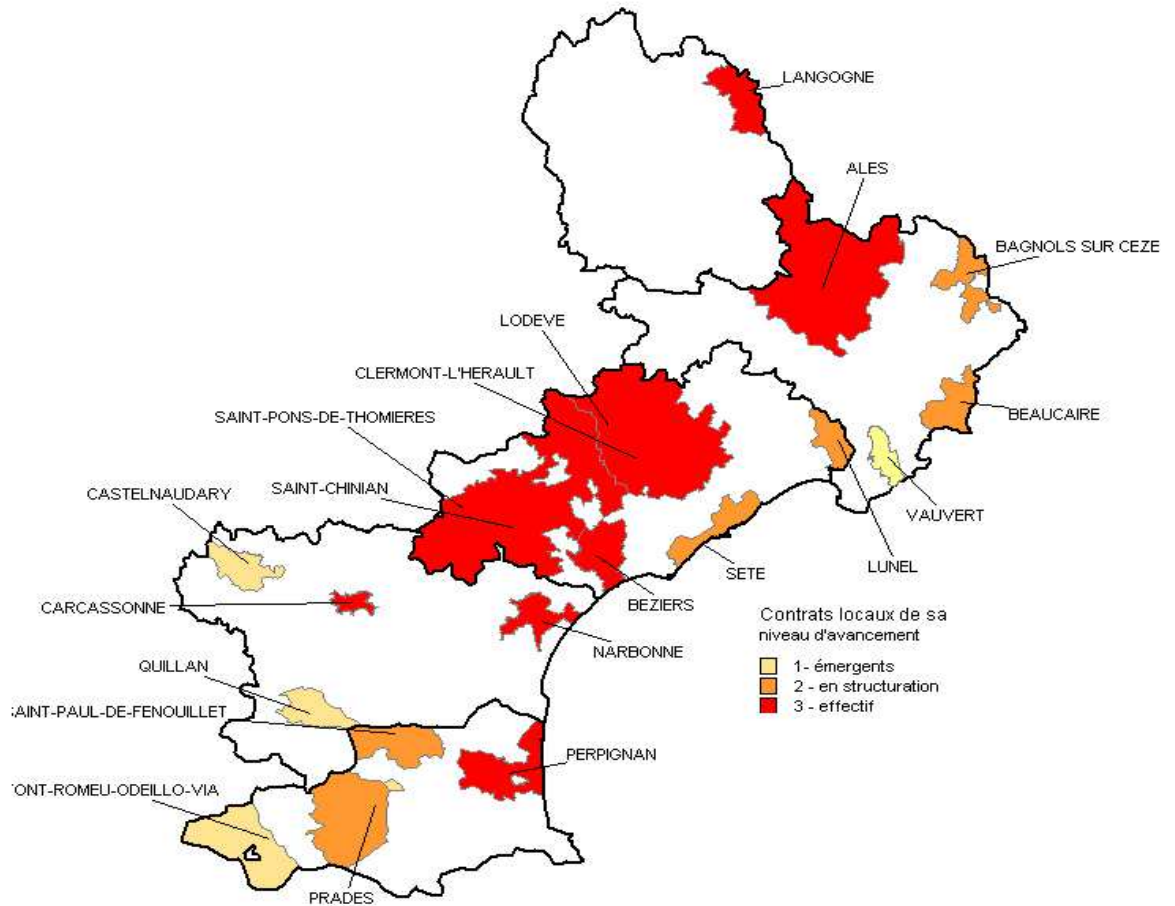 LANGOGNE
ALES
BAGNOLS SUR CEZE
LODEVE
CLERMONT-L'HERAULT
SAINT-PONS-DE-THOMIERES
BEAUCAIRE
SAINT-CHINIAN
CASTELNAUDARY
VAUVERT
LUNEL
SETE
CARCASSONNE
BEZIERS
NARBONNE
Contrats locaux de sa
niveau d'avancement
1- émergents
2 - en structuration
3 - effectif
QUILLAN
SAINT-PAUL-DE-FENOUILLET
PERPIGNAN
FONT-ROMEU-ODEILLO-VIA
PRADES